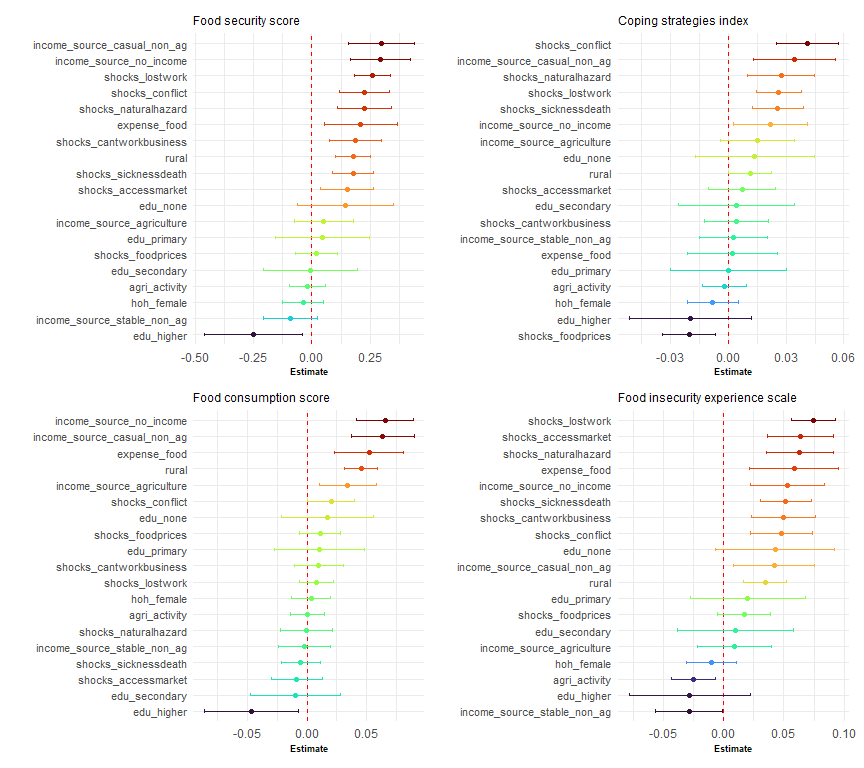 Food security score
income_source_casual_non_ag
income_source_no_income
shocks_lostwork
shocks_conflict
shocks_naturalhazard
expense_food
shocks_cantworkbusiness
rural
shocks_sicknessdeath
shocks_accessmarket
edu_none
income_source_agriculture
edu_primary
shocks_foodprices
edu_secondary
agri_activity
hoh_female
income_source_stable_non_ag
edu_higher
-0.50 -0.25 0.00 0.25
Estimate
Coping strategies index
shocks_conflict
income_source_casual_non_ag
shocks_naturalhazard
shocks_lostwork
shocks_sicknessdeath
income_source_no_income
income_source_agriculture
edu_none
rural
shocks_accessmarket
edu_secondary
shocks_cantworkbusiness
income_source_stable_non_ag
expense_food
edu_primary
agri_activity
hoh_female
edu_higher
shocks_foodprices
-0.03 0.00 0.03 0.06
Estimate
Food consumption score
income_source_no_income
income_source_casual_non_ag
expense_food
rural
income_source_agriculture
shocks_conflict
edu_none
shocks_foodprices
edu_primary
shocks_cantworkbusiness
shocks_lostwork
hoh_female
agri_activity
shocks_naturalhazard
income_source_stable_non_ag
shocks_sicknessdeath
shocks_accessmarket
edu_secondary
edu_higher
-0.05 0.00 0.05
Estimate
Food insecurity experience scale
shocks_lostwork
shocks_accessmarket
shocks_naturalhazard
expense_food
income_source_no_income
shocks_sicknessdeath
shocks_cantworkbusiness
shocks_conflict
edu_none
income_source_casual_non_ag
rural
edu_primary
shocks_foodprices
edu_secondary
income_source_agriculture
hoh_female
agri_activity
edu_higher
income_source_stable_non_ag
-0.05 0.00 0.05 0.10
Estimate